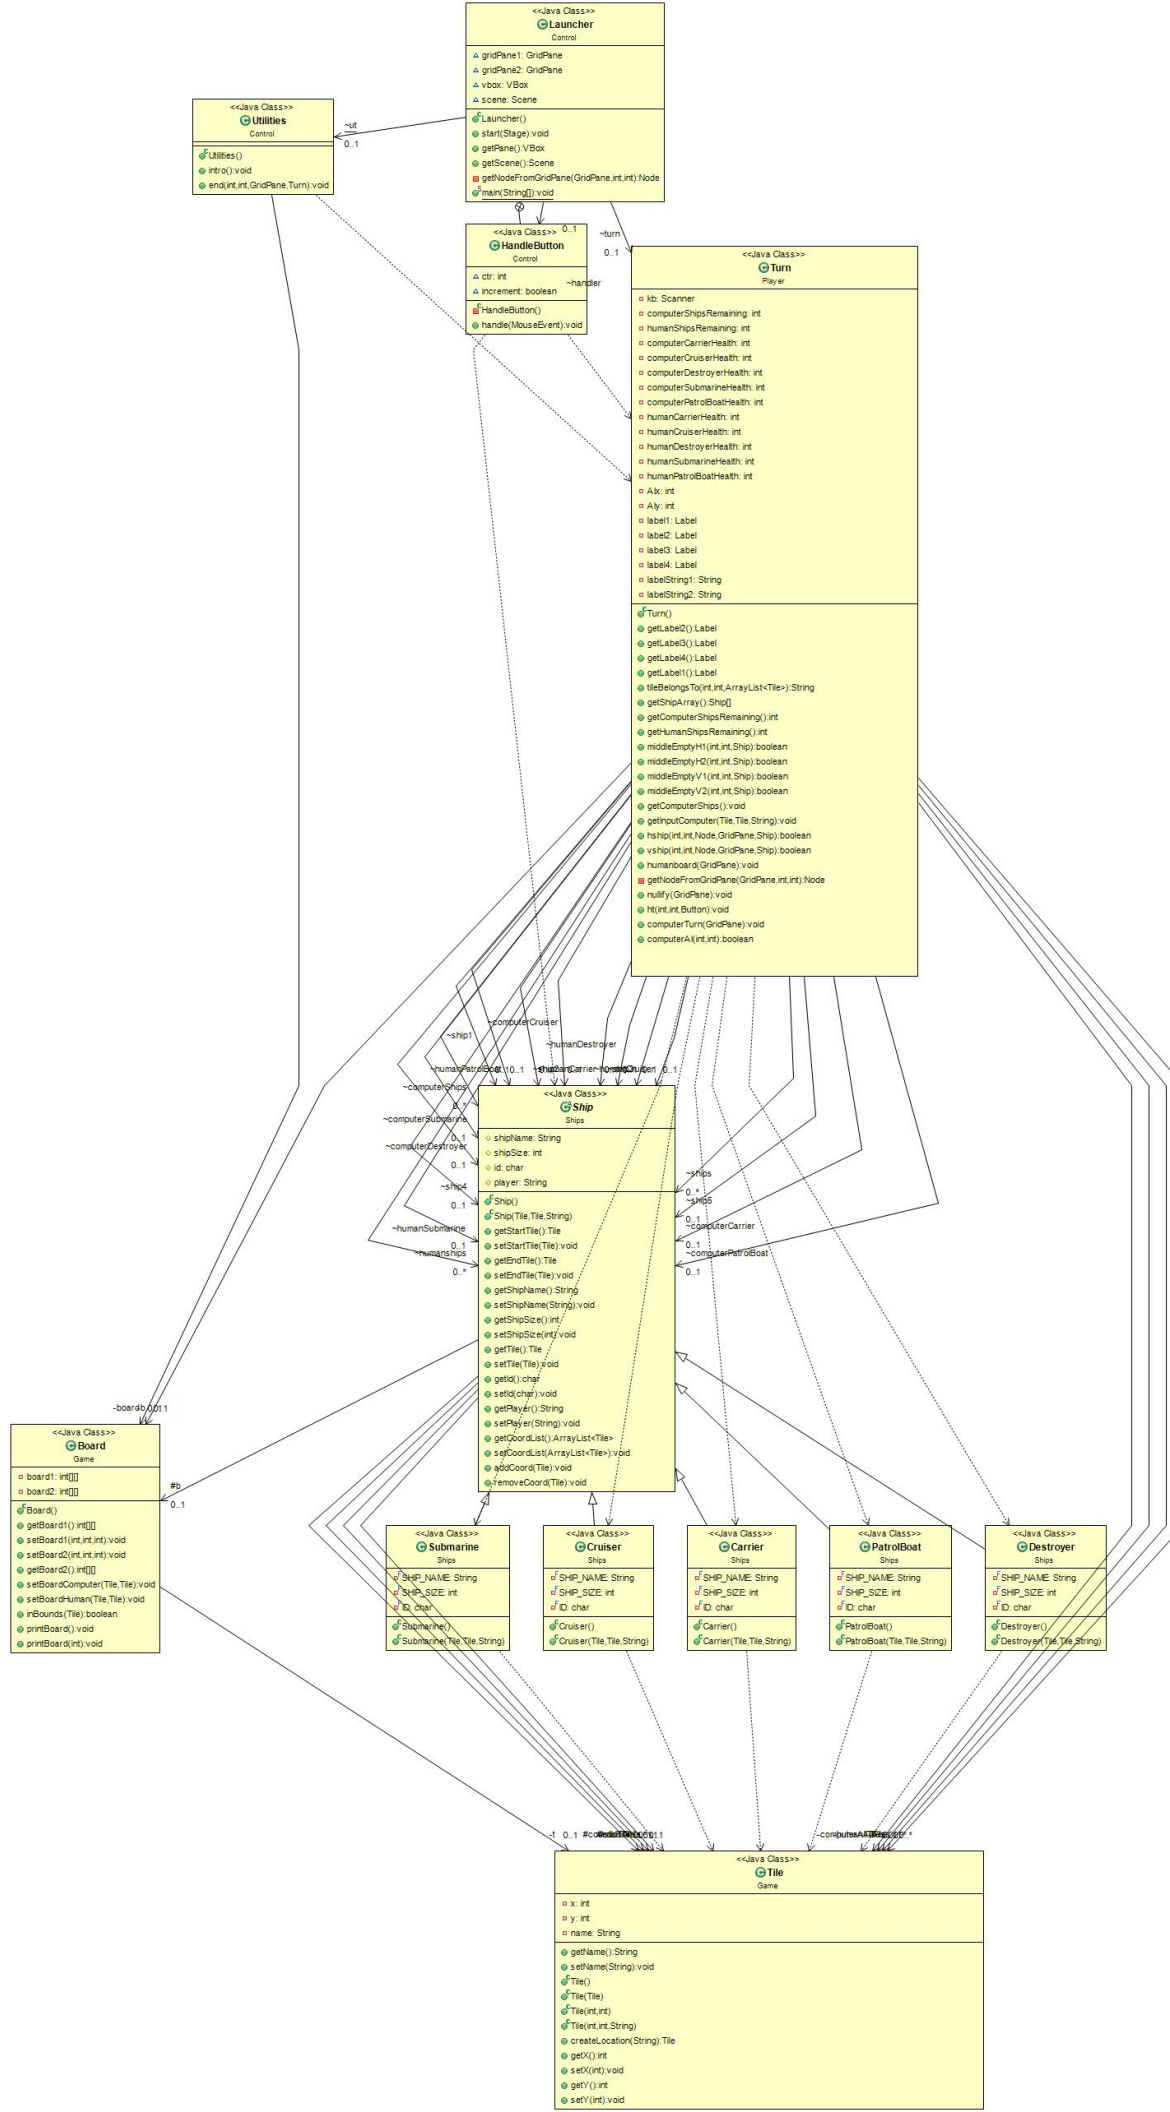 <<Java Class>>
Launcher
Control
gridPane1: GridPane
gridPane2: GridPane
vbox: VBox
scene: Scene
Launcher()
start(Stage):void
getPane():VBox
getScene():Scene
getNodeFromGridPane(GridPane,int,int):Node
main(String[]):void
<<Java Class>>
Utilities
Control
Utilities()
intro():void
end(int,int,GridPane,Turn):void
~ut
0..1
<<Java Class>>
HandleButton
Control
ctr: int
increment: boolean
HandleButton()
handle(MouseEvent):void
0..1
~handler
~turn
0..1
<<Java Class>>
Turn
Player
kb: Scanner
computerShipsRemaining: int
humanShipsRemaining: int
computerCarrierHealth: int
computerCruiserHealth: int
computerDestroyerHealth: int
computerSubmarineHealth: int
computerPatrolBoatHealth: int
humanCarrierHealth: int
humanCruiserHealth: int
humanDestroyerHealth: int
humanSubmarineHealth: int
humanPatrolBoatHealth: int
AIx: int
AIy: int
label1: Label
label2: Label
label3: Label
label4: Label
labelString1: String
labelString2: String
Turn()
getLabel2():Label
getLabel3():Label
getLabel4():Label
getLabel1():Label
tileBelongsTo(int,int,ArrayList<Tile>):String
getShipArray():Ship[]
getComputerShipsRemaining():int
getHumanShipsRemaining():int
middleEmptyH1(int,int,Ship):boolean
middleEmptyH2(int,int,Ship):boolean
middleEmptyV1(int,int,Ship):boolean
middleEmptyV2(int,int,Ship):boolean
getComputerShips():void
getInputComputer(Tile,Tile,String):void
hship(int,int,Node,GridPane,Ship):boolean
vship(int,int,Node,GridPane,Ship):boolean
humanboard(GridPane):void
getNodeFromGridPane(GridPane,int,int):Node
nullify(GridPane):void
ht(int,int,Button):void
computerTurn(GridPane):void
computerAI(int,int):boolean
~computerCruiser
~ship1
~humanDestroyer
~humanPatrolBoat
0..1
0..1
~computerShips
0..*
~computerSubmarine
0..1
~computerDestroyer
0..1
~ship4
0..1
~humanSubmarine
0..1
~humanships
0..*
<<Java Class>>
Ship
Ships
shipName: String
shipSize: int
id: char
player: String
Ship()
Ship(Tile,Tile,String)
getStartTile():Tile
setStartTile(Tile):void
getEndTile():Tile
setEndTile(Tile):void
getShipName():String
setShipName(String):void
getShipSize():int
setShipSize(int):void
getTile():Tile
setTile(Tile):void
getId():char
setId(char):void
getPlayer():String
setPlayer(String):void
getCoordList():ArrayList<Tile>
setCoordList(ArrayList<Tile>):void
addCoord(Tile):void
removeCoord(Tile):void
~ships
0..*
~ship5
0..1
~computerCarrier
0..1
~computerPatrolBoat
0..1
<<Java Class>>
Board
Game
board1: int[][]
board2: int[][]
Board()
getBoard1():int[][]
setBoard1(int,int,int):void
setBoard2(int,int,int):void
getBoard2():int[][]
setBoardComputer(Tile,Tile):void
setBoardHuman(Tile,Tile):void
inBounds(Tile):boolean
printBoard():void
printBoard(int):void
#b
0..1
<<Java Class>>
Submarine
Ships
SHIP_NAME: String
SHIP_SIZE: int
ID: char
Submarine()
Submarine(Tile,Tile,String)
<<Java Class>>
Cruiser
Ships
SHIP_NAME: String
SHIP_SIZE: int
ID: char
Cruiser()
Cruiser(Tile,Tile,String)
<<Java Class>>
Carrier
Ships
SHIP_NAME: String
SHIP_SIZE: int
ID: char
Carrier()
Carrier(Tile,Tile,String)
<<Java Class>>
PatrolBoat
Ships
SHIP_NAME: String
SHIP_SIZE: int
ID: char
PatrolBoat()
PatrolBoat(Tile,Tile,String)
<<Java Class>>
Destroyer
Ships
SHIP_NAME: String
SHIP_SIZE: int
ID: char
Destroyer()
Destroyer(Tile,Tile,String)
-t
0..1
<<Java Class>>
Tile
Game
x: int
y: int
name: String
getName():String
setName(String):void
Tile()
Tile(Tile)
Tile(int,int)
Tile(int,int,String)
createLocation(String):Tile
getX():int
setX(int):void
getY():int
setY(int):void